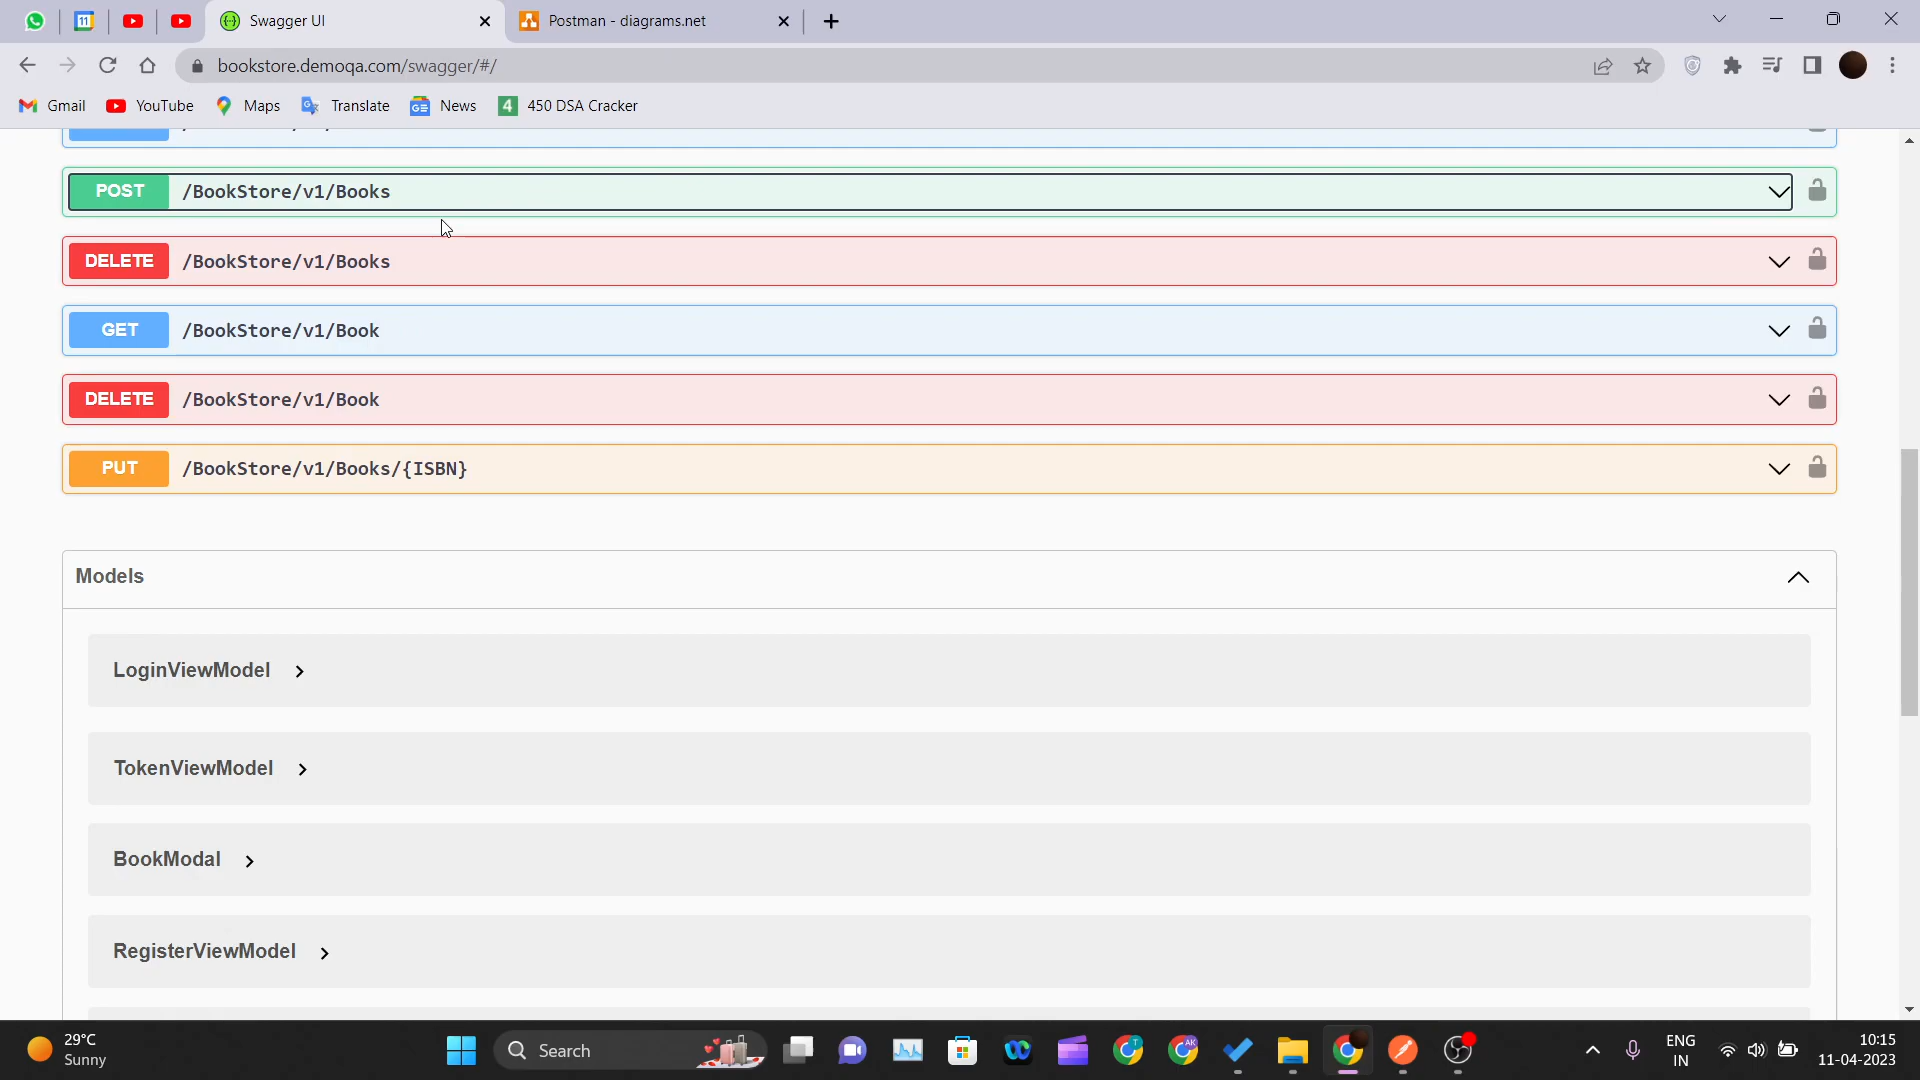 11
Swagger UI
Postman - diagrams.net
bookstore.demoqa.com/swagger/#/
Gmail
YouTube
Maps
Translate
News
4
450 DSA Cracker
POST
/BookStore/v1/Books
DELETE
/BookStore/v1/Books
GET
/BookStore/v1/Book
DELETE
/BookStore/v1/Book
PUT
/BookStore/v1/Books/{ISBN}
Models
LoginViewModel
TokenViewModel
BookModal
RegisterViewModel
29°C
Sunny
Search
ENG
IN
10:15
11-04-2023